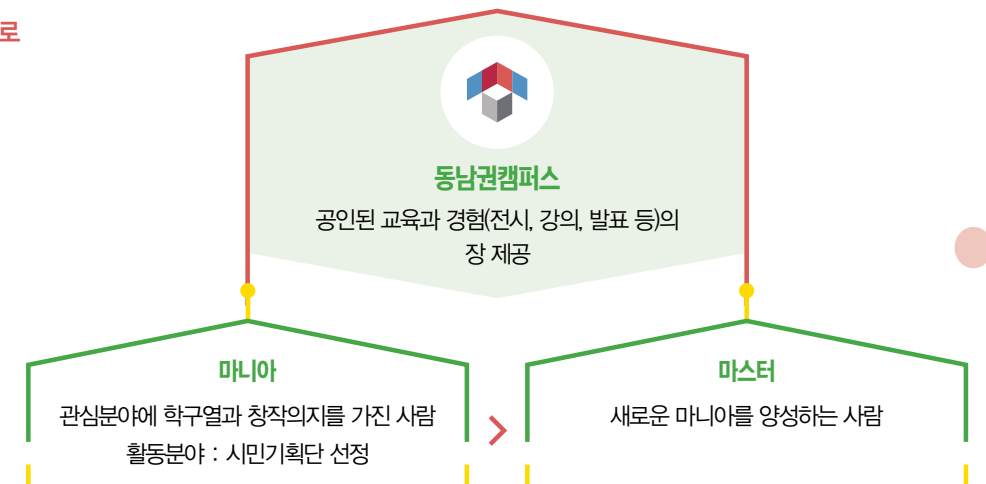 로
동남권캠퍼스
공인된 교육과 경험(전시, 강의, 발표 등)의
장 제공
마니아
관심분야에 학구열과 창작의지를 가진 사람
활동분야 : 시민기획단 선정
마스터
새로운 마니아를 양성하는 사람